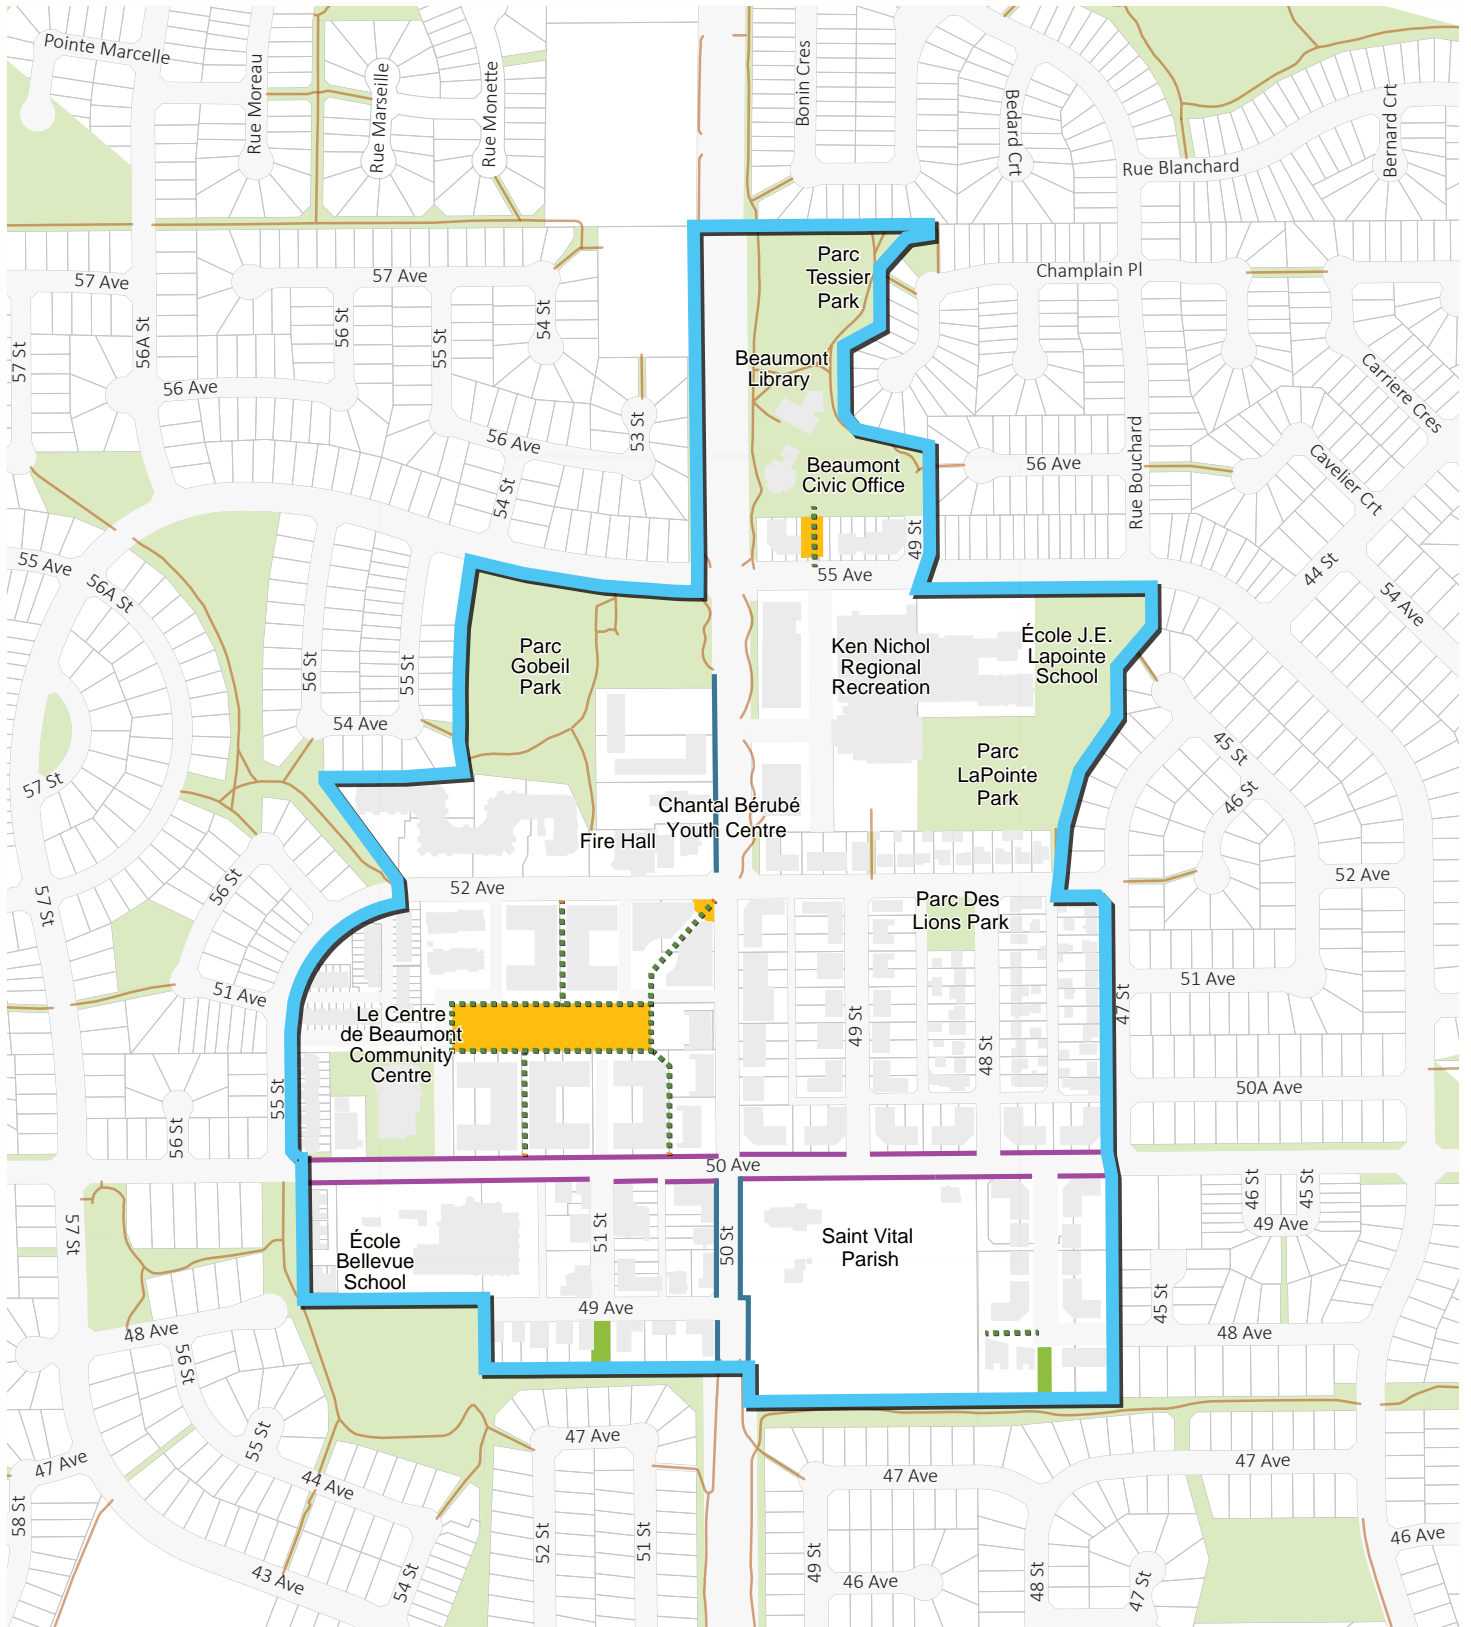 Pointe Marcelle
Rue Moreau
Rue Marseille
Rue Monette
Bonin Cres
Bedard Crt
Rue Blanchard
Bernard Crt
57 Ave
57 Ave
56A St
56 St
55 St
54 St
57 St
56 Ave
56 Ave
53 St
54 St
Parc
Tessier
Park
Champlain Pl
Beaumont
Library
Carriere Cres
Cavelier Crt
Rue Bouchard
56 Ave
Beaumont
Civic Office
49 St
55 Ave
44 St
54 Ave
55 Ave
56A St
56 St
55 St
54 Ave
57 St
Parc
Gobeil
Park
Ken Nichol
Regional
Recreation
École J.E.
Lapointe
School
Parc
LaPointe
Park
45 St
46 St
Chantal Bérubé
Youth Centre
Fire Hall
52 Ave
52 Ave
57 St
56 St
51 Ave
Parc Des
Lions Park
51 Ave
47 St
49 St
48 St
Le Centre
de Beaumont
Community
Centre
55 St
56 St
50A Ave
50 Ave
57 St
46 St
45 St
49 Ave
École
Bellevue
School
51 St
50 St
Saint Vital
Parish
49 Ave
45 St
48 Ave
48 Ave
56 St
55 St
47 Ave
44 Ave
47 Ave
47 Ave
47 Ave
58 St
52 St
51 St
49 St
46 Ave
48 St
47 St
46 Ave
43 Ave
54 St